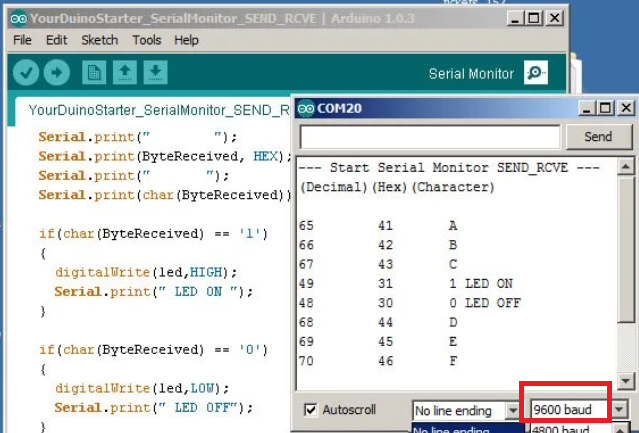 tickets 157
YourDuinoStarter_SerialMonitor_SEND_RCVE | Arduino 1.0.3
File Edit Sketch Tools Help
Serial Monitor
YourDuinoStarter_SerialMonitor_SEND_R
Serial.print("        ");
Serial.print(ByteReceived, HEX);
Serial.print("       ");
Serial.print(char(ByteReceived))
if(char(ByteReceived) == '1')
{
digitalWrite(led,HIGH);
Serial.print(" LED ON ");
}
if(char(ByteReceived) == '0')
{
digitalWrite(led,LOW);
Serial.print(" LED OFF");
}
COM20
Send
--- Start Serial Monitor SEND_RCVE ---
(Decimal)(Hex)(Character)
65 41 A
66 42 B
67 43 C
49 31 1 LED ON
48 30 0 LED OFF
68 44 D
69 45 E
70 46 F
Autoscroll No line ending 9600 baud
No line ending 4800 baud